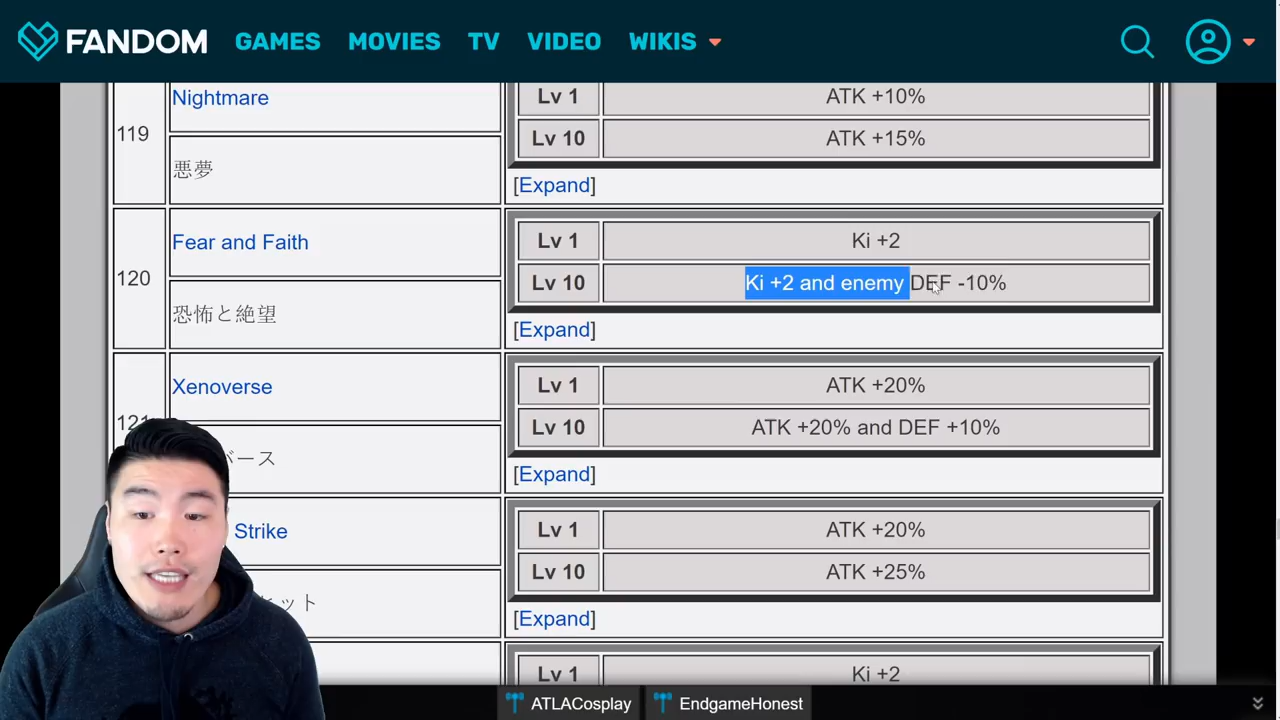 FANDOM GAMES MOVIES TV VIDEO WIKIS
119
Nightmare
悪夢
Lv 1 ATK +10%
Lv 10 ATK +15%
[Expand]
120
Fear and Faith
恐怖と絶望
Lv 1 Ki +2
Lv 10 Ki +2 and enemy DEF -10%
[Expand]
121
Xenoverse
バース
Lv 1 ATK +20%
Lv 10 ATK +20% and DEF +10%
[Expand]
Strike
ット
Lv 1 ATK +20%
Lv 10 ATK +25%
[Expand]
Lv 1 Ki +2
ATLACosplay EndgameHonest